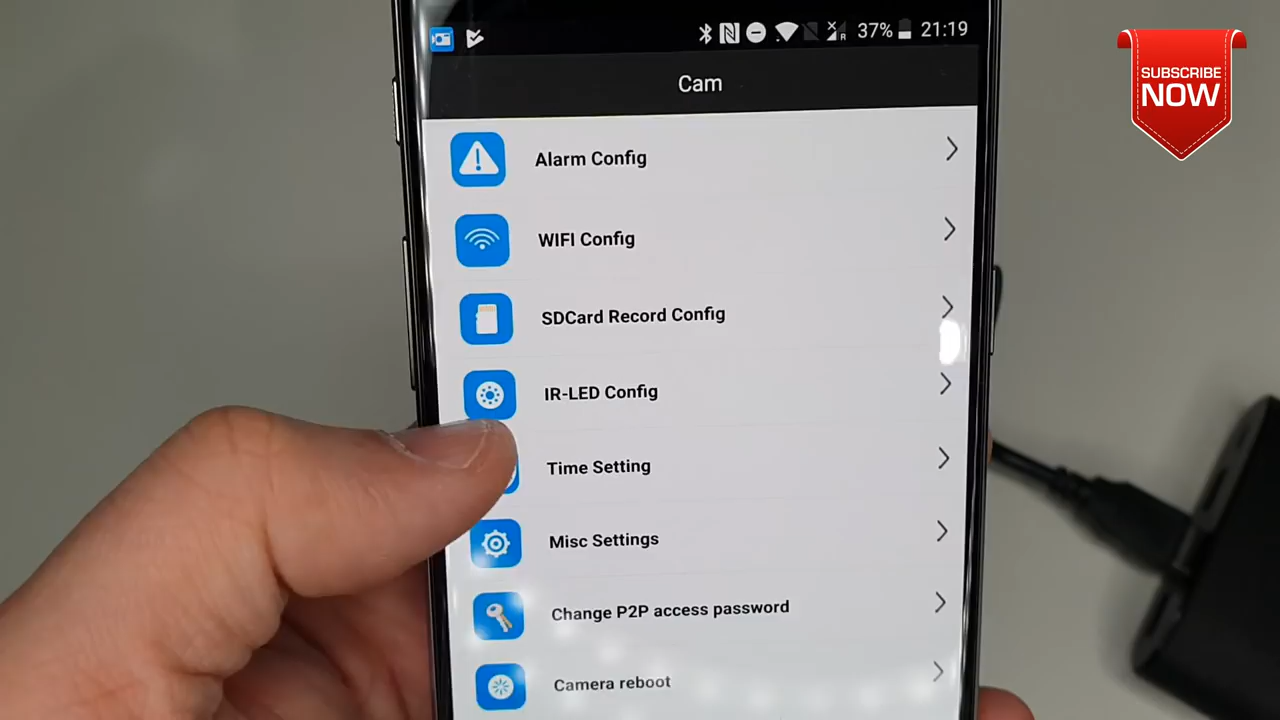 37% 21:19
SUBSCRIBE
NOW
Cam
Alarm Config
WIFI Config
SDCard Record Config
IR-LED Config
Time Setting
Misc Settings
Change P2P access password
Camera reboot